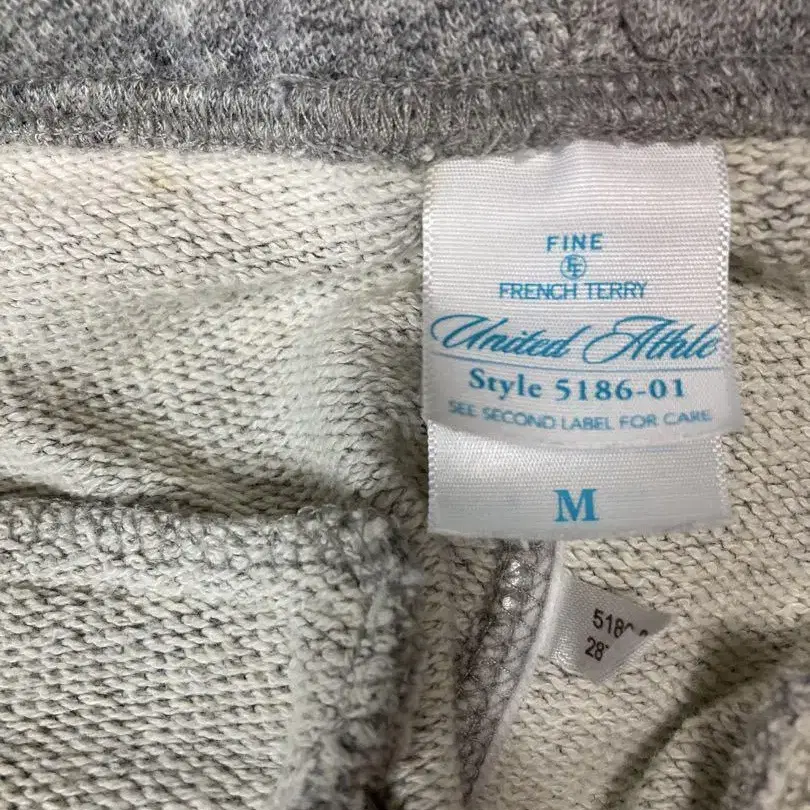 FINE
FRENCH TERRY
United Athle
Style 5186-01
SEE SECOND LABEL FOR CARE
M